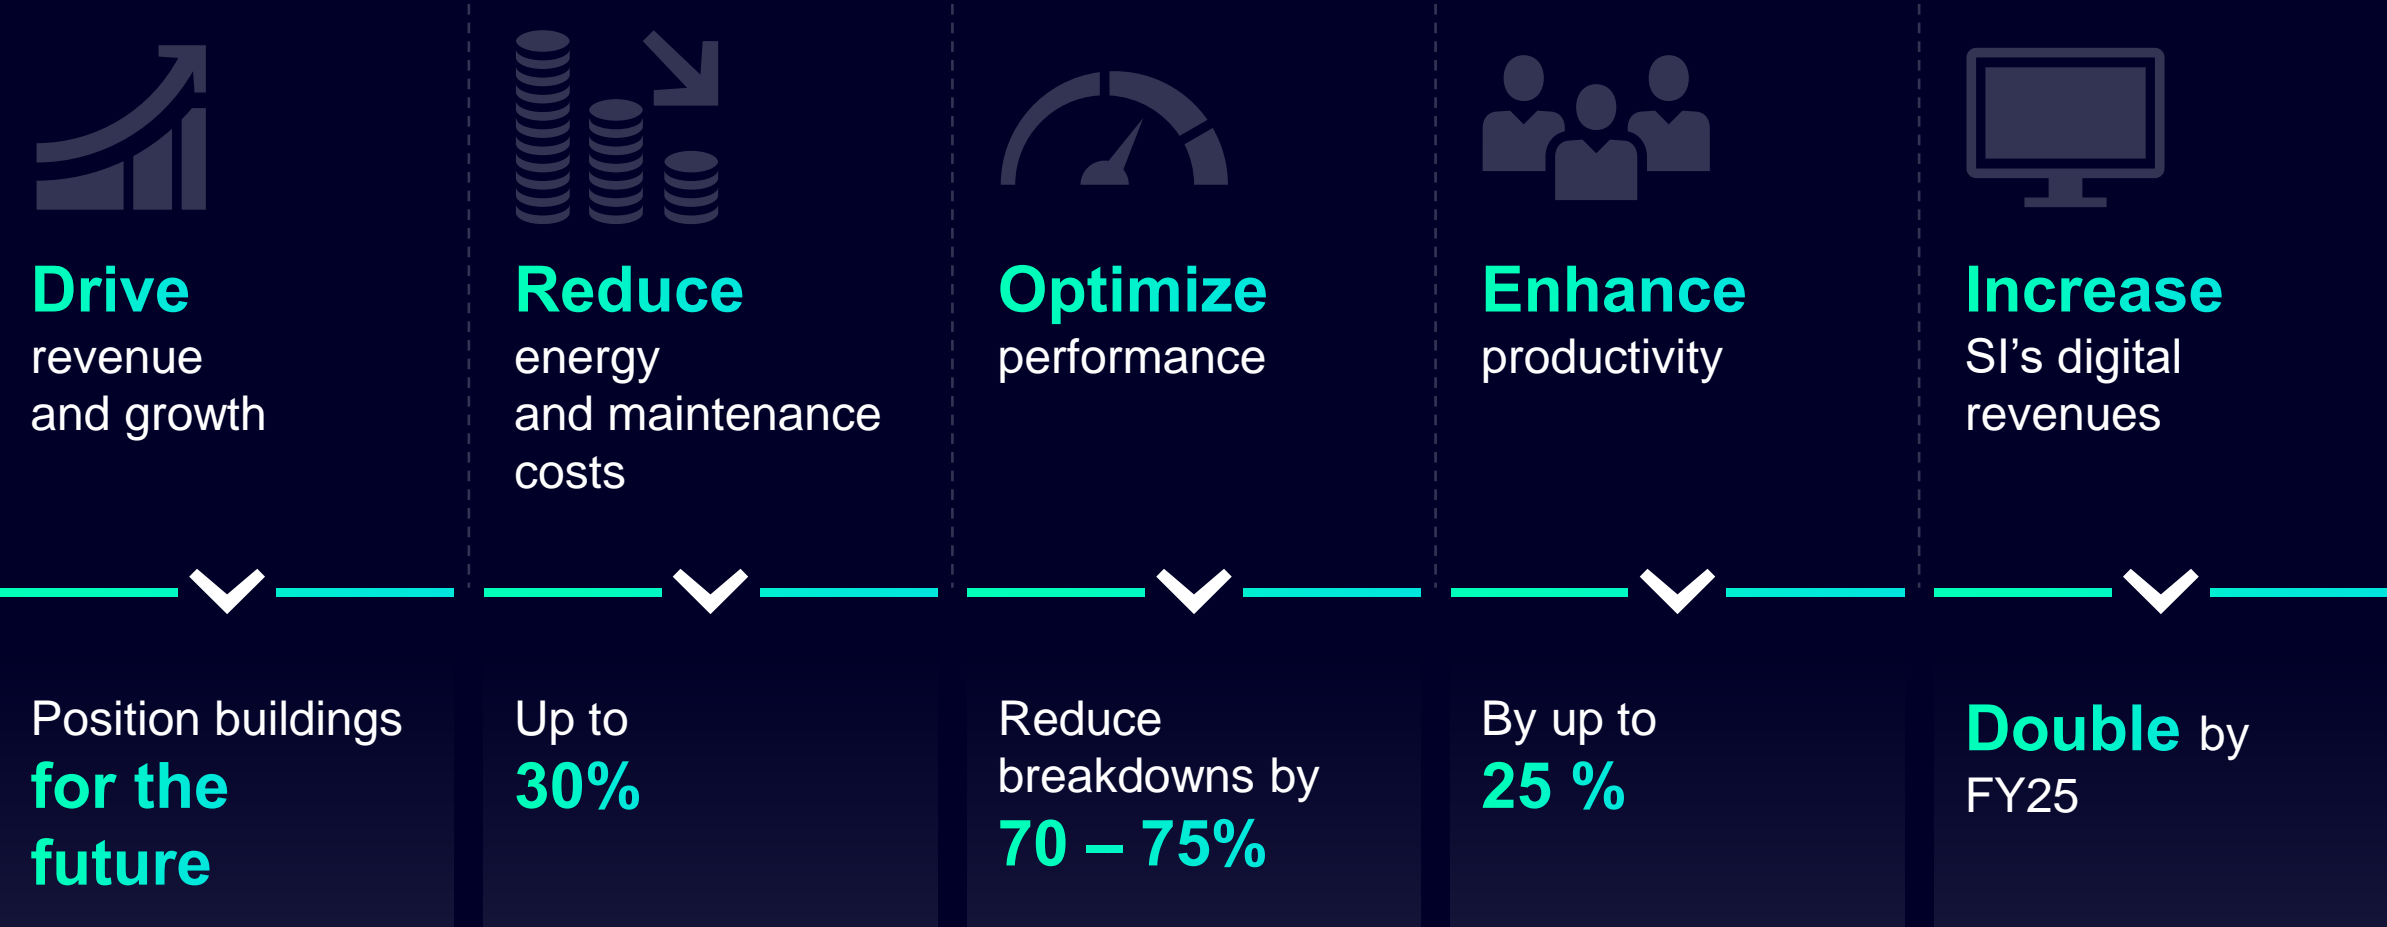 Drive
revenue
and growth
Reduce
energy
and maintenance
costs
Optimize
performance
Enhance
productivity
Increase
SI’s digital
revenues
Position buildings
for the
future
Up to
30%
Reduce
breakdowns by
70 – 75%
By up to
25 %
Double by
FY25